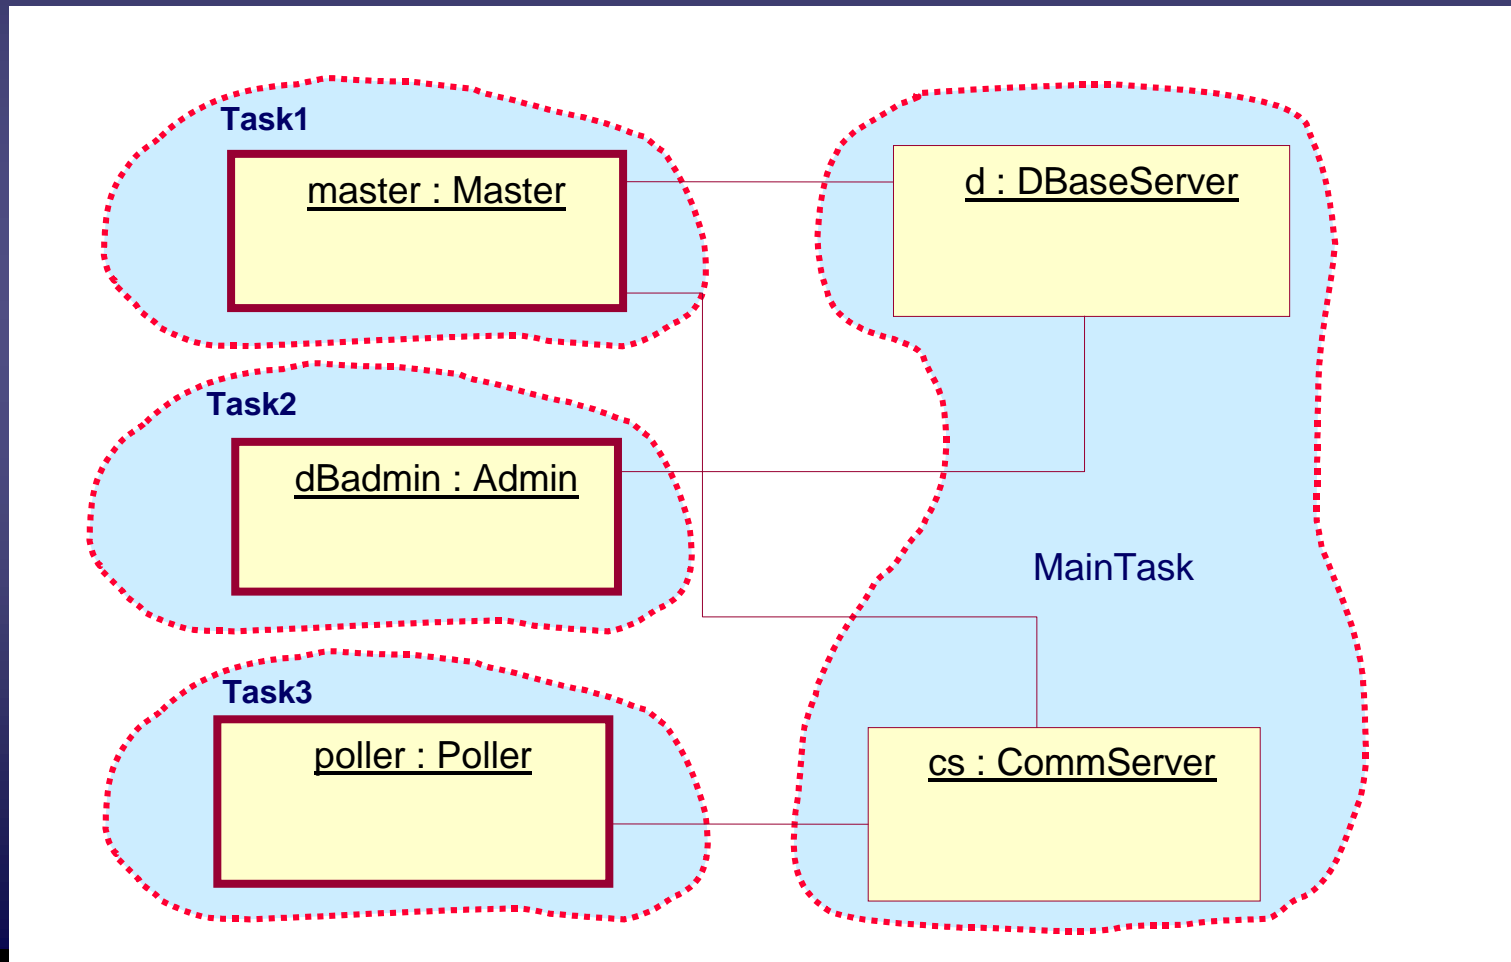 Task1
master : Master
d : DBaseServer
Task2
dBadmin : Admin
MainTask
Task3
poller : Poller
cs : CommServer